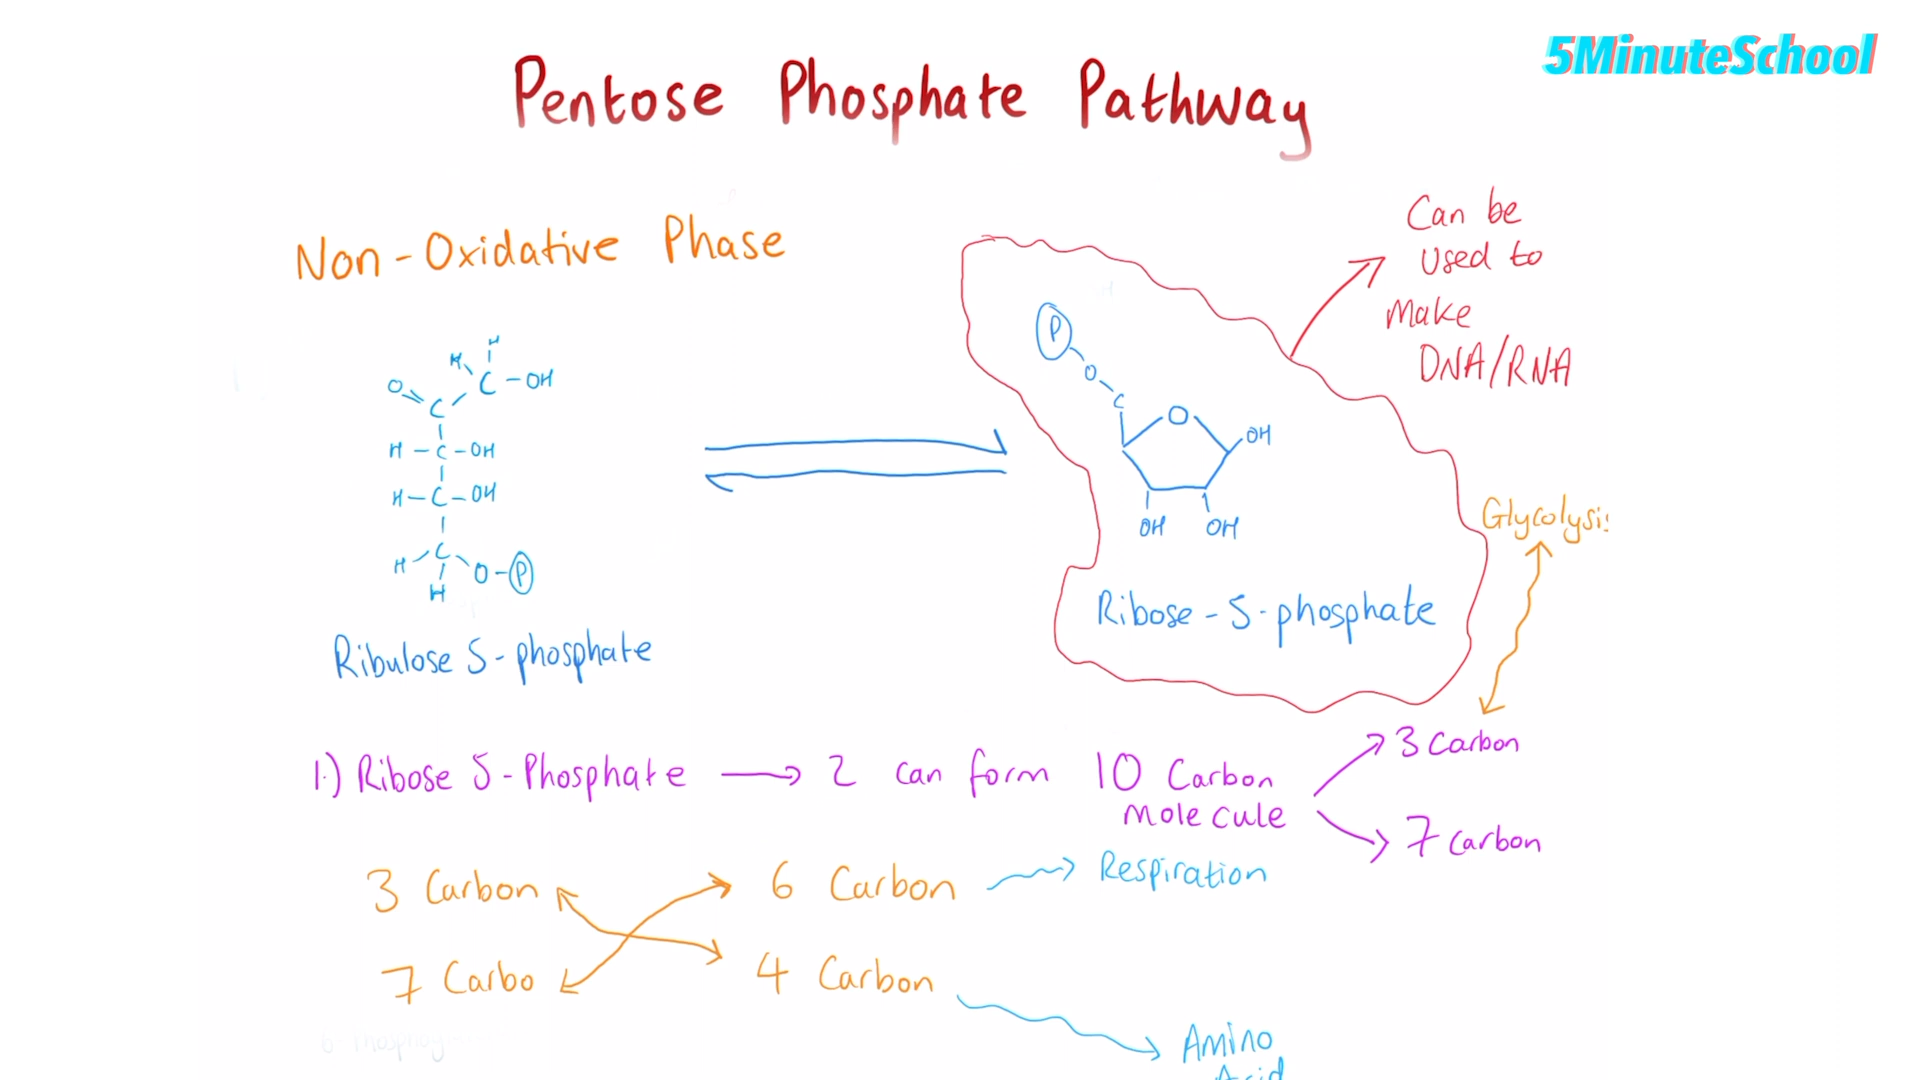 5MinuteSchool
Pentose Phosphate Pathway
Non-Oxidative Phase
Can be
Used to
Make
DNA/RNA
H
H
O
C-OH
C
H-C-OH
H-C-OH
C
H
O-P
H
Ribulose 5-phosphate
P
O
C
O
OH
OH OH
Ribose-5-phosphate
Glycolysi
1.) Ribose 5-Phosphate → 2 can form 10 Carbon
molecule
3 Carbon
7 carbon
3 Carbon
6 Carbon
Respiration
7 Carbo
4 Carbon
Amino
Acid